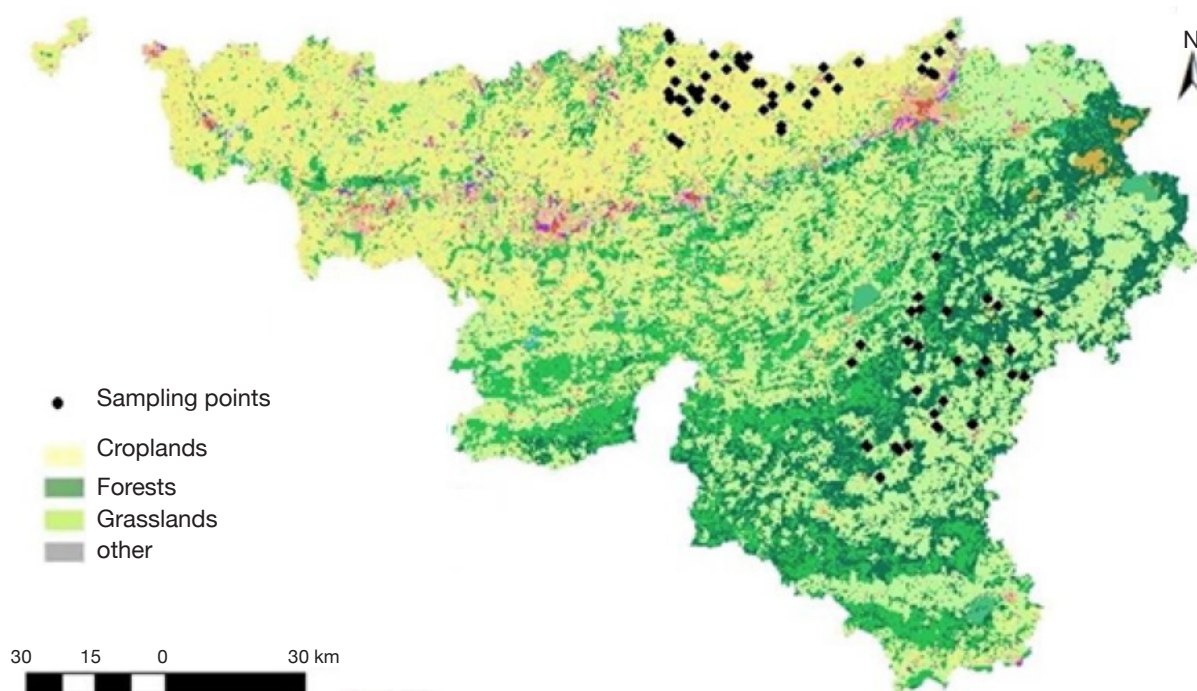 N
Sampling points
Croplands
Forests
Grasslands
other
30 15 0 30 km